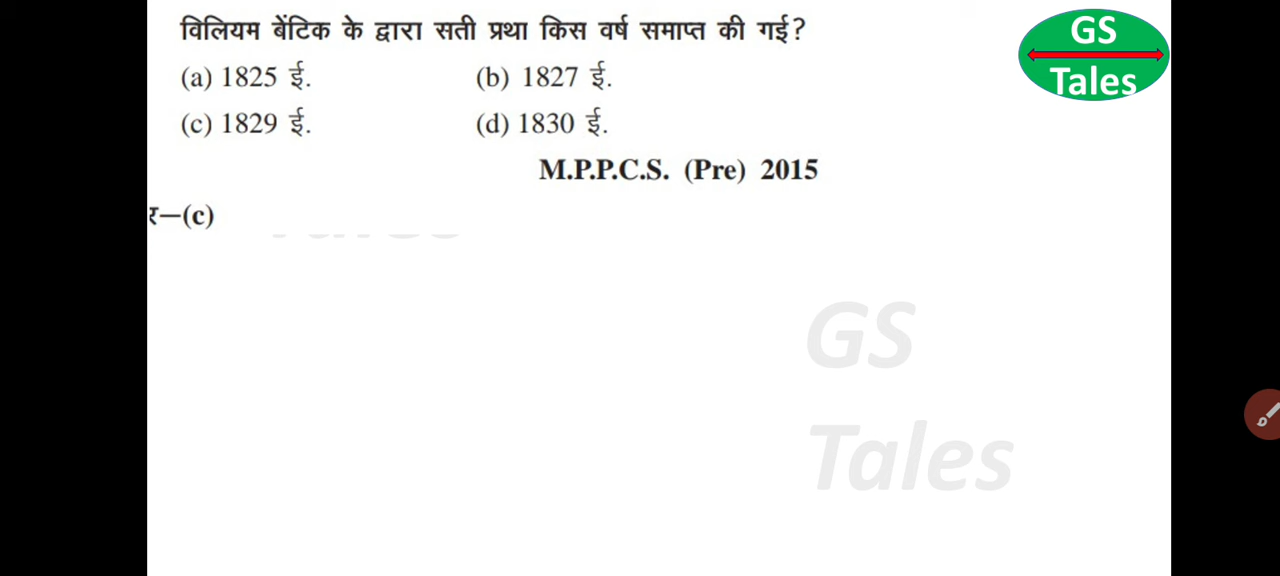 विलियम बेंटिक के द्वारा सती प्रथा किस वर्ष समाप्त की गई?
(a) 1825 ई. (b) 1827 ई.
(c) 1829 ई. (d) 1830 ई.
M.P.P.C.S. (Pre) 2015
र–(c)
GS
Tales
GS
Tales